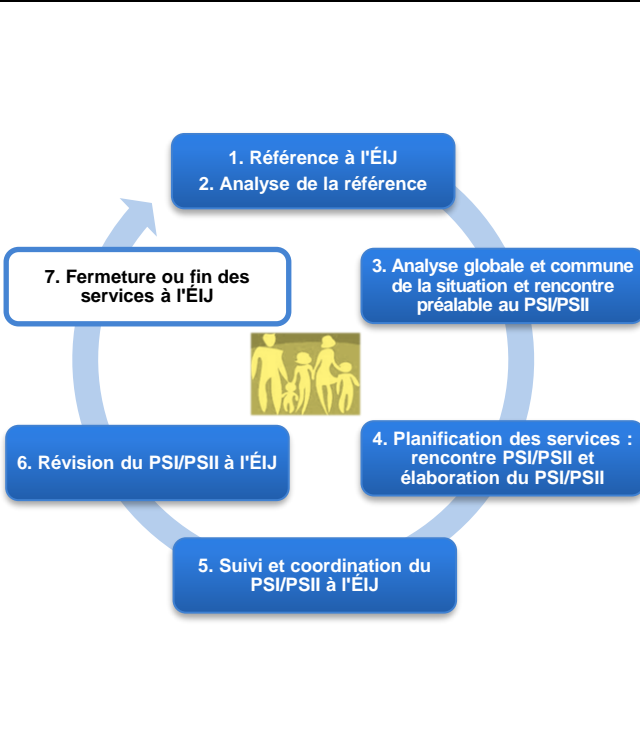 1. Référence à l'ÉIJ
2. Analyse de la référence
3. Analyse globale et commune
de la situation et rencontre
préalable au PSI/PSII
4. Planification des services :
rencontre PSI/PSII et
élaboration du PSI/PSII
5. Suivi et coordination du
PSI/PSII à l'ÉIJ
6. Révision du PSI/PSII à l'ÉIJ
7. Fermeture ou fin des
services à l'ÉIJ